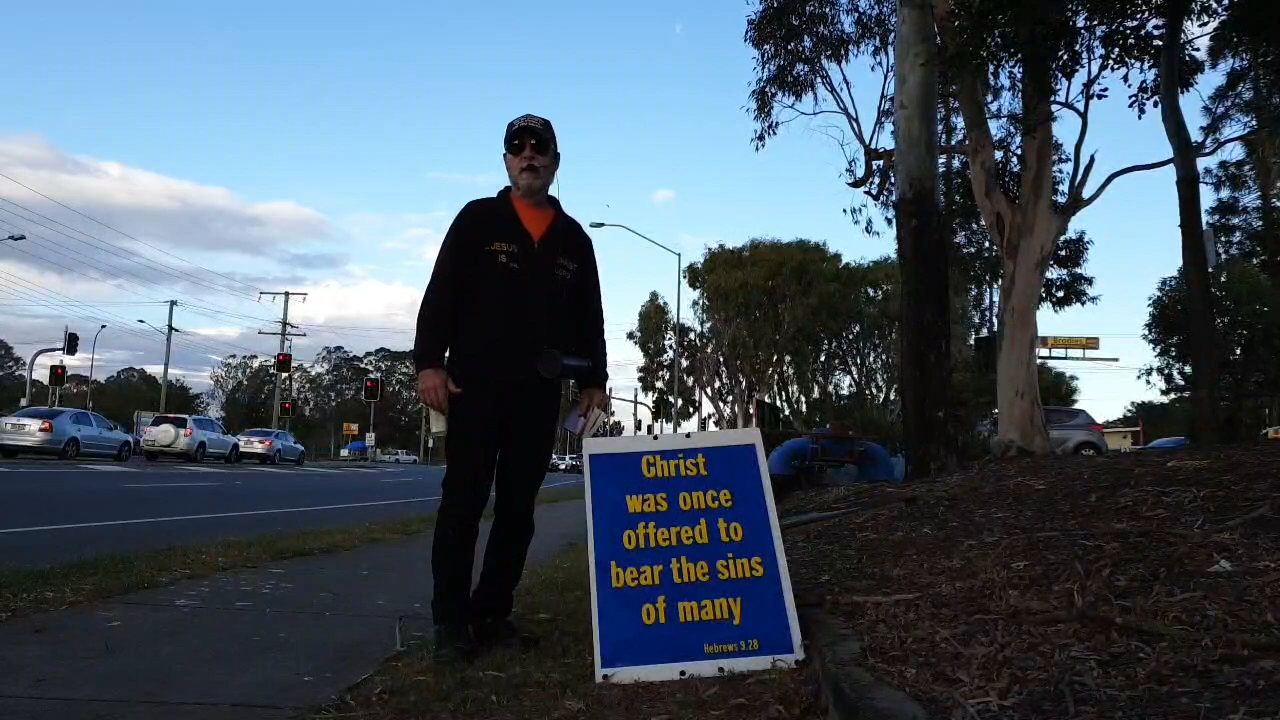 JESUS
IS
Christ
was once
offered to
bear the sins
of many
Hebrews 9.28